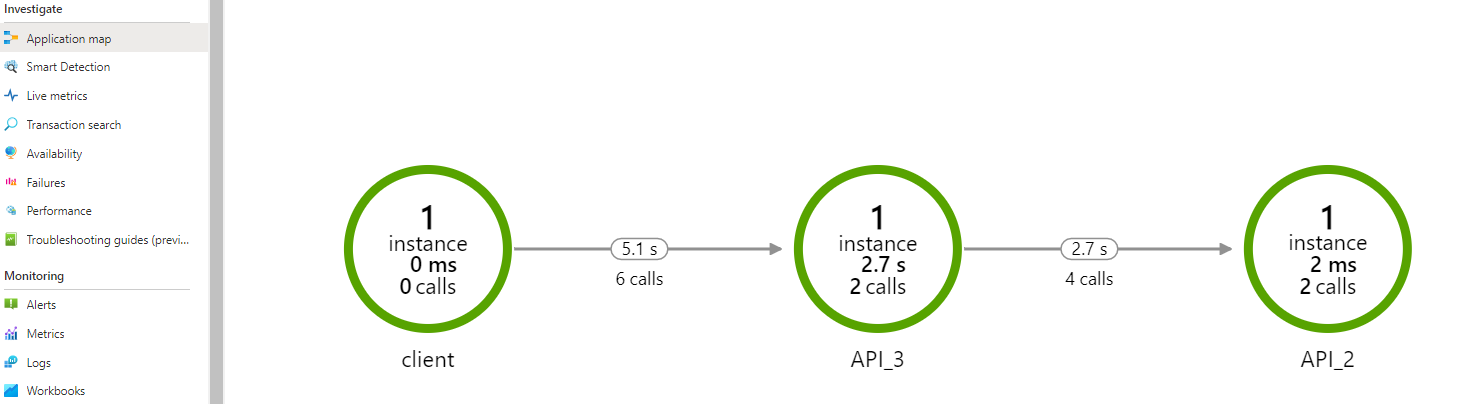 Investigate
Application map
Smart Detection
Live metrics
Transaction search
Availability
Failures
Performance
Troubleshooting guides (previ...
Monitoring
Alerts
Metrics
Logs
Workbooks
1
instance
0 ms
0 calls
client
5.1 s
6 calls
1
instance
2.7 s
2 calls
API_3
2.7 s
4 calls
1
instance
2 ms
2 calls
API_2